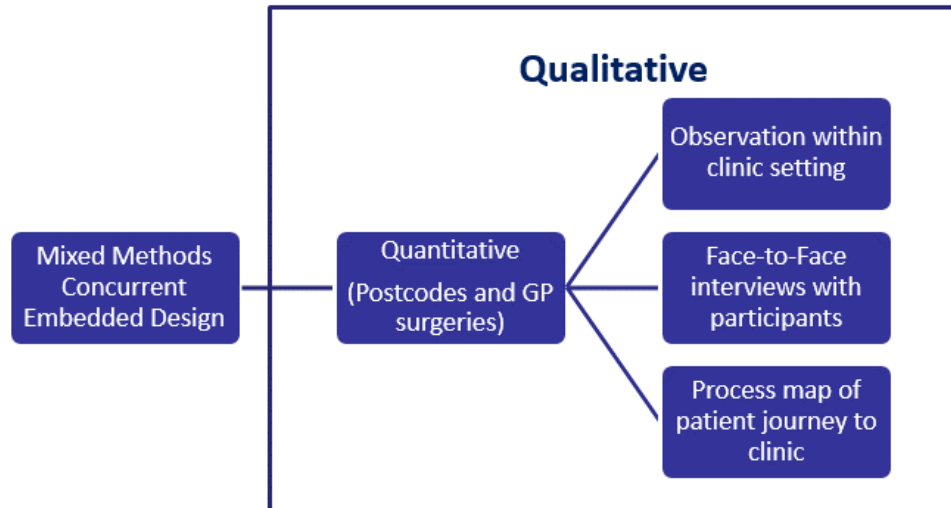 Qualitative
Observation within
clinic setting
Mixed Methods
Concurrent
Embedded Design
Quantitative
(Postcodes and GP
surgeries)
Face-to-Face
interviews with
participants
Process map of
patient journey to
clinic